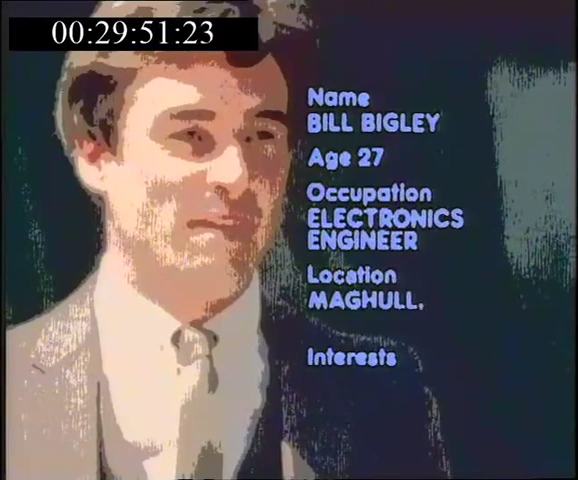 00:29:51:23
Name
BILL BIGLEY
Age 27
Occupation
ELECTRONICS
ENGINEER
Location
MAGHULL.
Interests